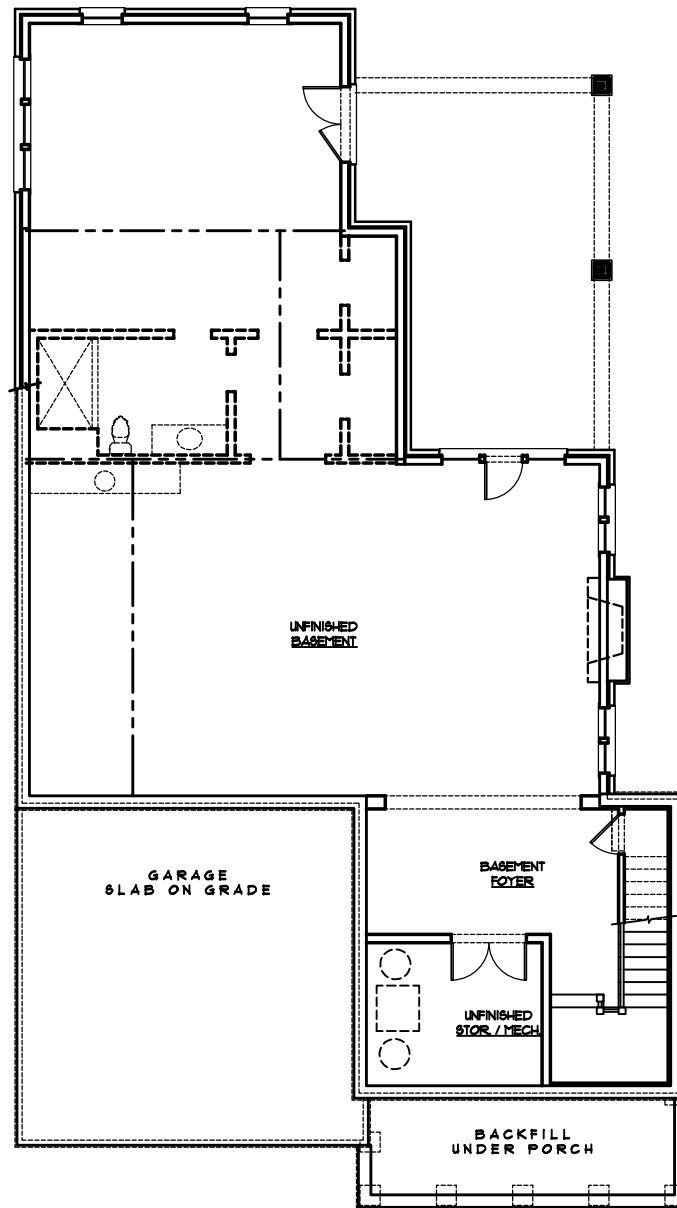 UNFINISHED
BASEMENT
GARAGE
SLAB ON GRADE
BASEMENT
FOYER
UNFINISHED
STOR. / MECH.
BACKFILL
UNDER PORCH